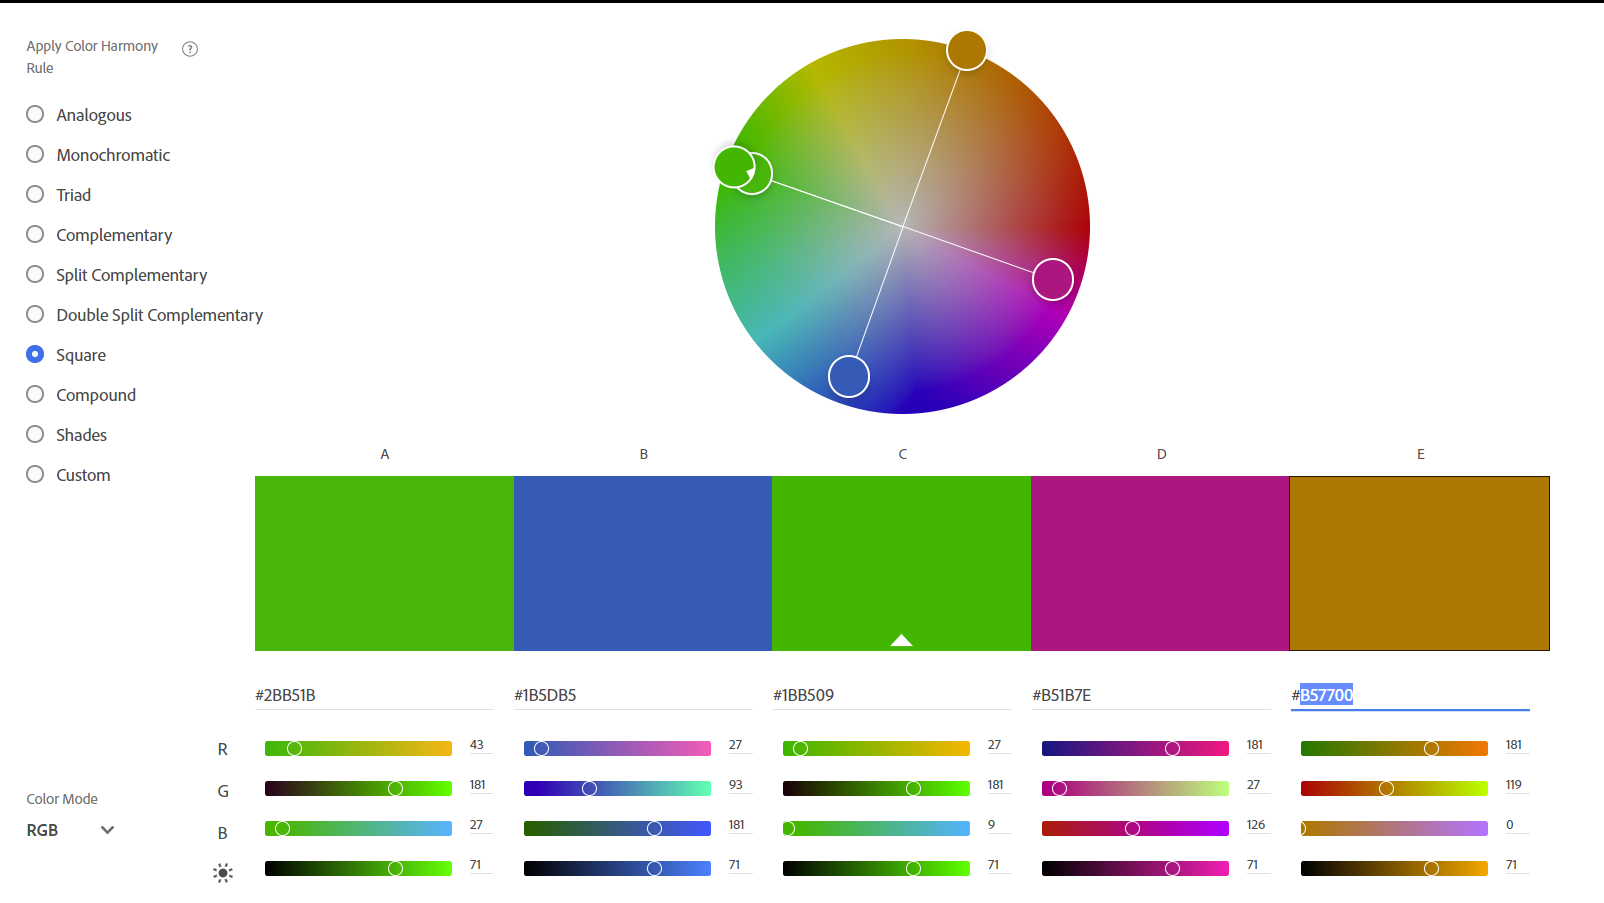 Apply Color Harmony
Rule
?
Analogous
Monochromatic
Triad
Complementary
Split Complementary
Double Split Complementary
Square
Compound
Shades
Custom
A B C D E
#2BB51B #1B5DB5 #1BB509 #B51B7E #B57700
R 43 27 27 181 181
G 181 93 181 27 119
B 27 181 9 126 0
71 71 71 71 71
Color Mode
RGB